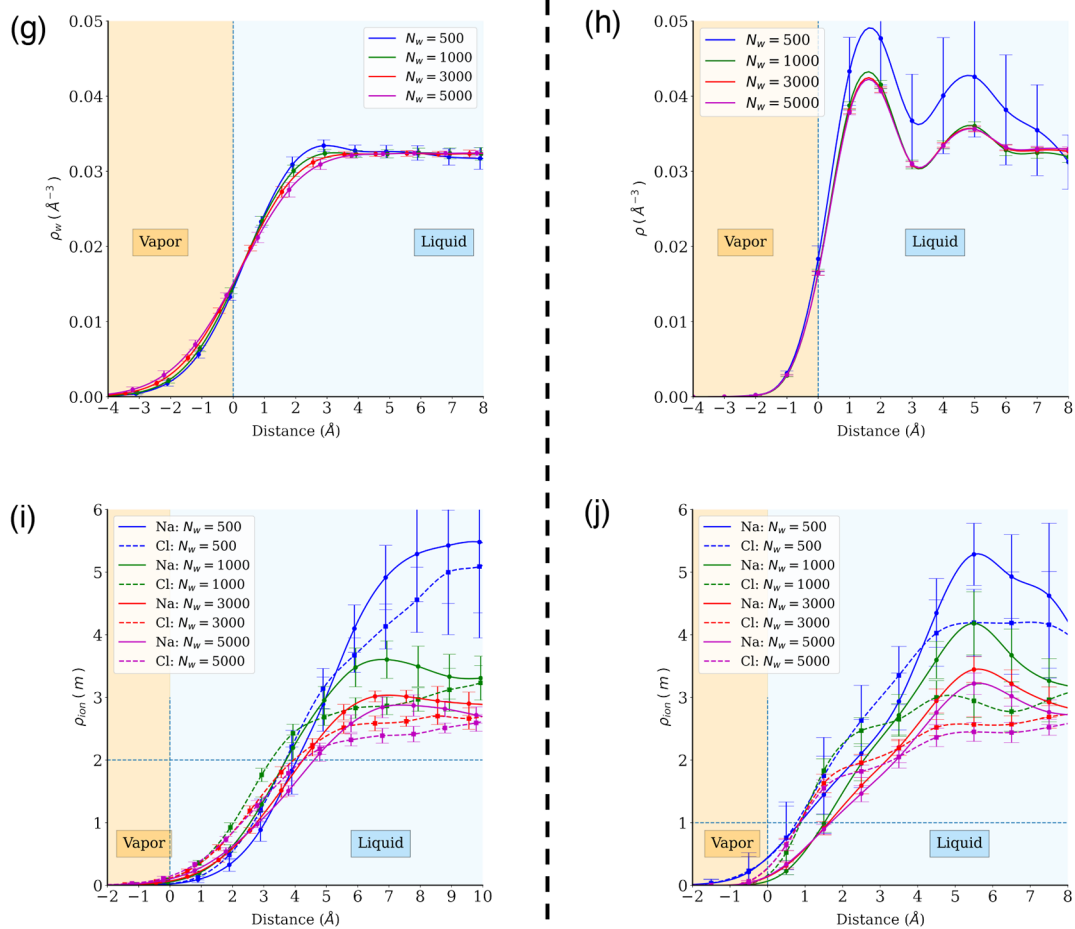 (g)
0.05
0.04
0.03
0.02
0.01
0.00
ρ_w ( Å⁻³ )
N_w = 500
N_w = 1000
N_w = 3000
N_w = 5000
Vapor
Liquid
−4 −3 −2 −1 0 1 2 3 4 5 6 7 8
Distance (Å)
(h)
0.05
0.04
0.03
0.02
0.01
0.00
ρ ( Å⁻³ )
N_w = 500
N_w = 1000
N_w = 3000
N_w = 5000
Vapor
Liquid
−4 −3 −2 −1 0 1 2 3 4 5 6 7 8
Distance (Å)
(i)
6
5
4
3
2
1
0
ρ_ion ( m )
Na: N_w = 500
Cl: N_w = 500
Na: N_w = 1000
Cl: N_w = 1000
Na: N_w = 3000
Cl: N_w = 3000
Na: N_w = 5000
Cl: N_w = 5000
Vapor
Liquid
−2 −1 0 1 2 3 4 5 6 7 8 9 10
Distance (Å)
(j)
6
5
4
3
2
1
0
ρ_ion ( m )
Na: N_w = 500
Cl: N_w = 500
Na: N_w = 1000
Cl: N_w = 1000
Na: N_w = 3000
Cl: N_w = 3000
Na: N_w = 5000
Cl: N_w = 5000
Vapor
Liquid
−2 −1 0 1 2 3 4 5 6 7 8
Distance (Å)